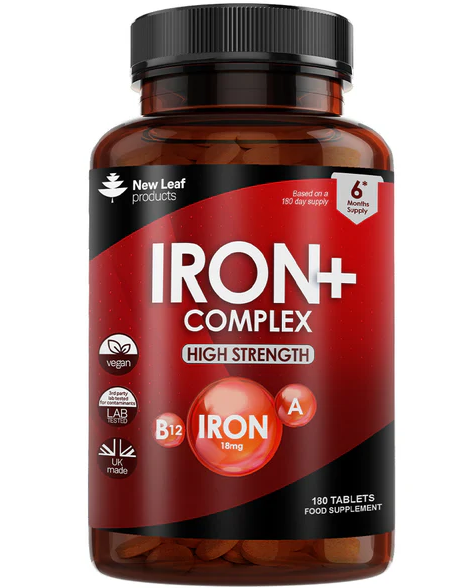 New Leaf
products
Based on a
180 day supply
6*
Months
Supply
IRON+
COMPLEX
HIGH STRENGTH
vegan
3rd party
lab tested
for contaminants
LAB
TESTED
UK
made
B12
IRON
18mg
A
180 TABLETS
FOOD SUPPLEMENT